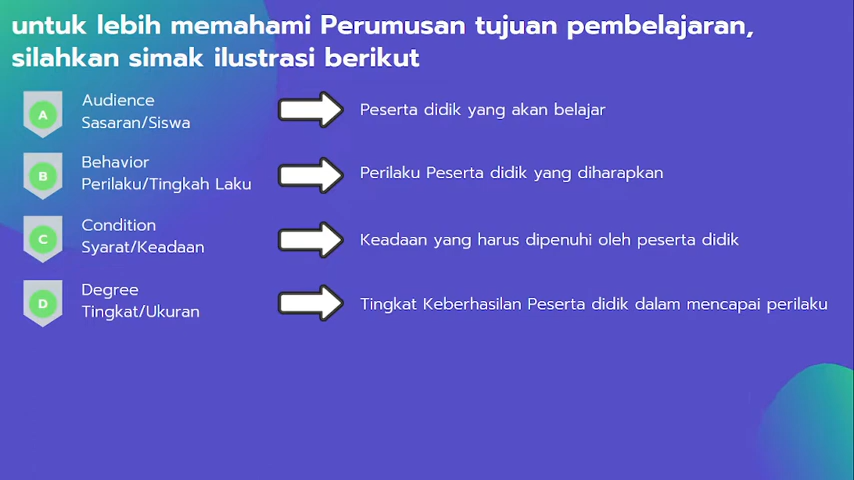 untuk lebih memahami Perumusan tujuan pembelajaran,
silahkan simak ilustrasi berikut
A
Audience
Sasaran/Siswa
Peserta didik yang akan belajar
B
Behavior
Perilaku/Tingkah Laku
Perilaku Peserta didik yang diharapkan
C
Condition
Syarat/Keadaan
Keadaan yang harus dipenuhi oleh peserta didik
D
Degree
Tingkat/Ukuran
Tingkat Keberhasilan Peserta didik dalam mencapai perilaku